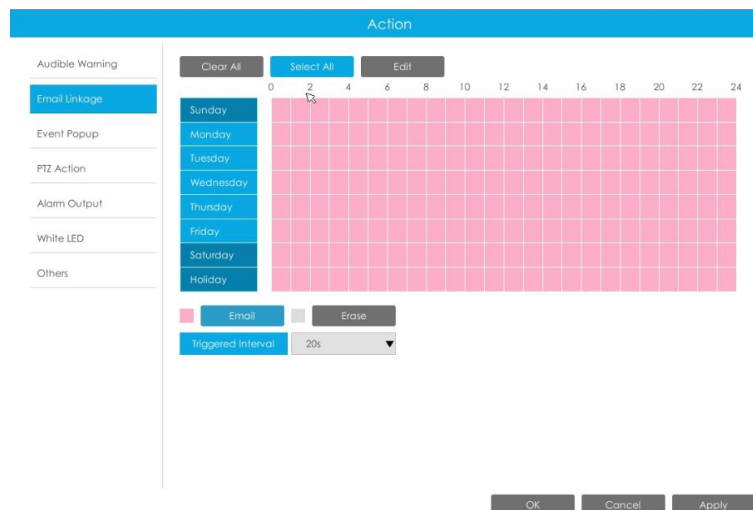 Action
Audible Warning
Email Linkage
Event Popup
PTZ Action
Alarm Output
White LED
Others
Clear All Select All Edit
0 2 4 6 8 10 12 14 16 18 20 22 24
Sunday
Monday
Tuesday
Wednesday
Thursday
Friday
Saturday
Holiday
Email Erase
Triggered Interval 20s
OK Cancel Apply